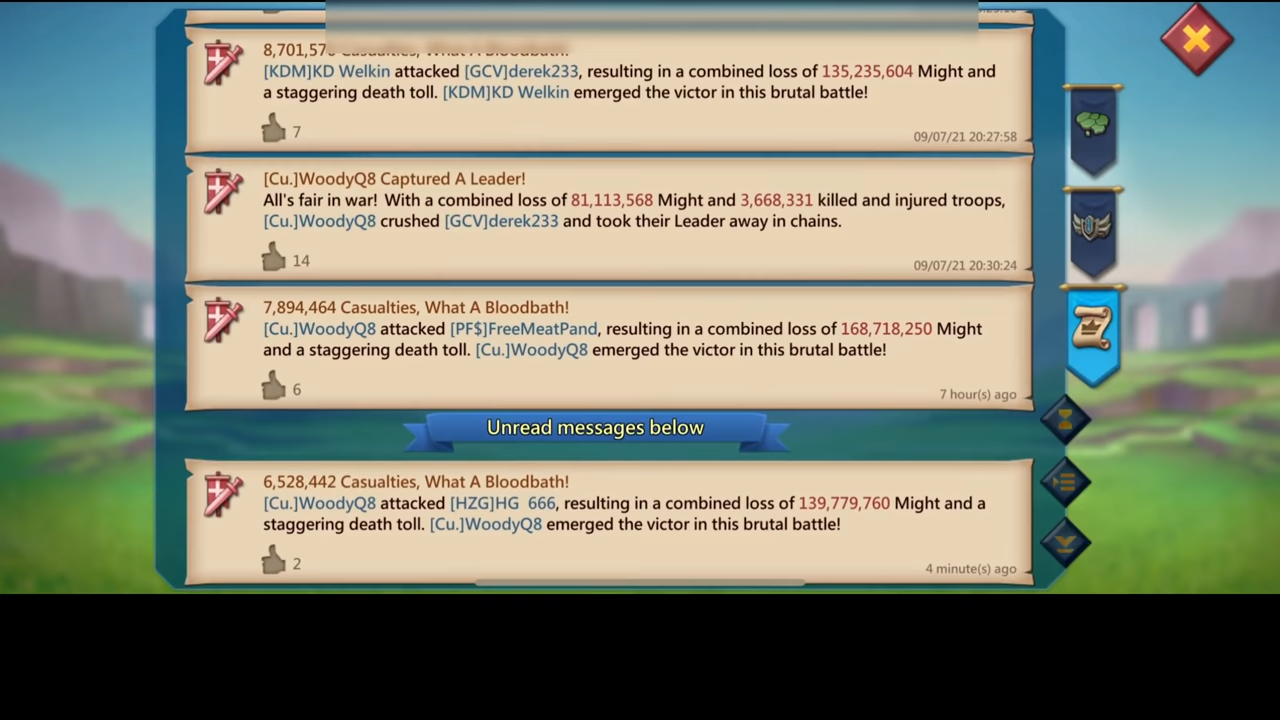 8,701,57 Casualties, What A Bloodbath!
[KDM]KD Welkin attacked [GCV]derek233, resulting in a combined loss of 135,235,604 Might and
a staggering death toll. [KDM]KD Welkin emerged the victor in this brutal battle!
7
09/07/21 20:27:58
[Cu.]WoodyQ8 Captured A Leader!
All's fair in war! With a combined loss of 81,113,568 Might and 3,668,331 killed and injured troops,
[Cu.]WoodyQ8 crushed [GCV]derek233 and took their Leader away in chains.
14
09/07/21 20:30:24
7,894,464 Casualties, What A Bloodbath!
[Cu.]WoodyQ8 attacked [PF$]FreeMeatPand, resulting in a combined loss of 168,718,250 Might
and a staggering death toll. [Cu.]WoodyQ8 emerged the victor in this brutal battle!
6
7 hour(s) ago
Unread messages below
6,528,442 Casualties, What A Bloodbath!
[Cu.]WoodyQ8 attacked [HZG]HG 666, resulting in a combined loss of 139,779,760 Might and a
staggering death toll. [Cu.]WoodyQ8 emerged the victor in this brutal battle!
2
4 minute(s) ago